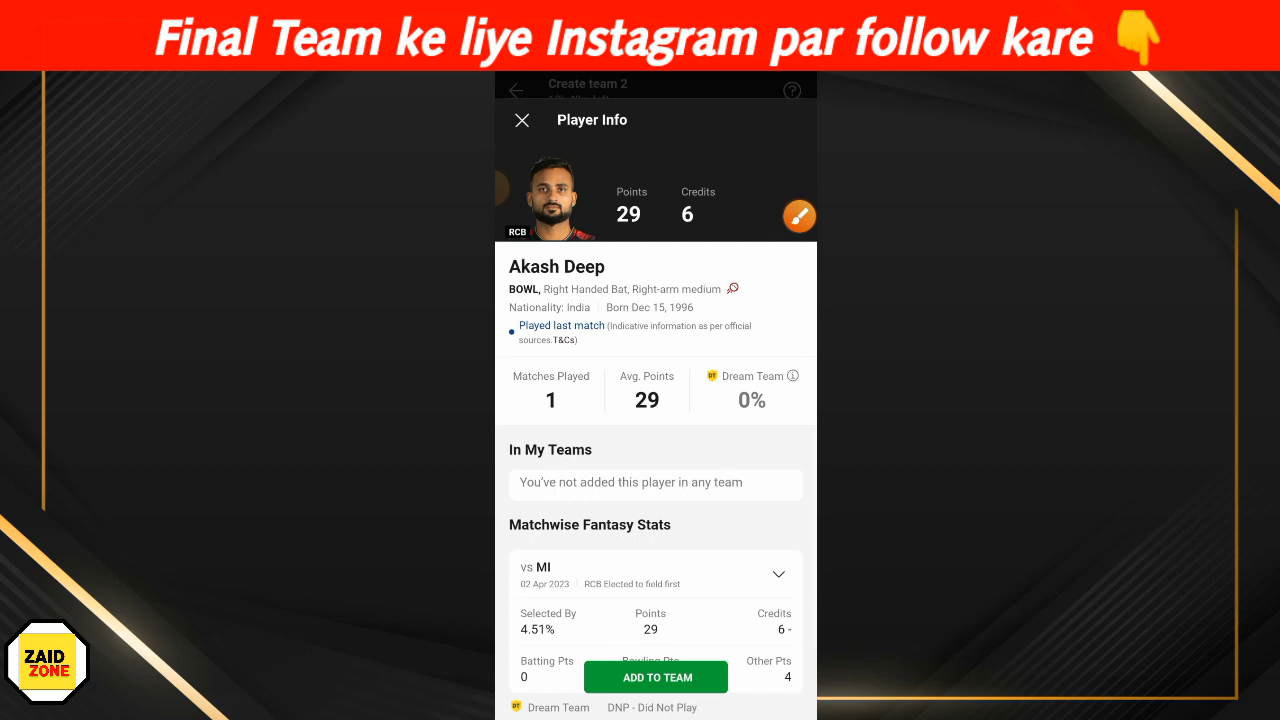 Final Team ke liye Instagram par follow kare 👇
Create team 2
Player Info
Points
Credits
29
6
RCB
Akash Deep
BOWL, Right Handed Bat, Right-arm medium
Nationality: India
Born Dec 15, 1996
Played last match (Indicative information as per official
sources.T&Cs)
Matches Played
Avg. Points
DT Dream Team
1
29
0%
In My Teams
You've not added this player in any team
Matchwise Fantasy Stats
vs MI
02 Apr 2023
RCB Elected to field first
Selected By
Points
Credits
4.51%
29
6 -
Batting Pts
Bowling Pts
Other Pts
0
ADD TO TEAM
4
DT Dream Team
DNP - Did Not Play
ZAID
ZONE